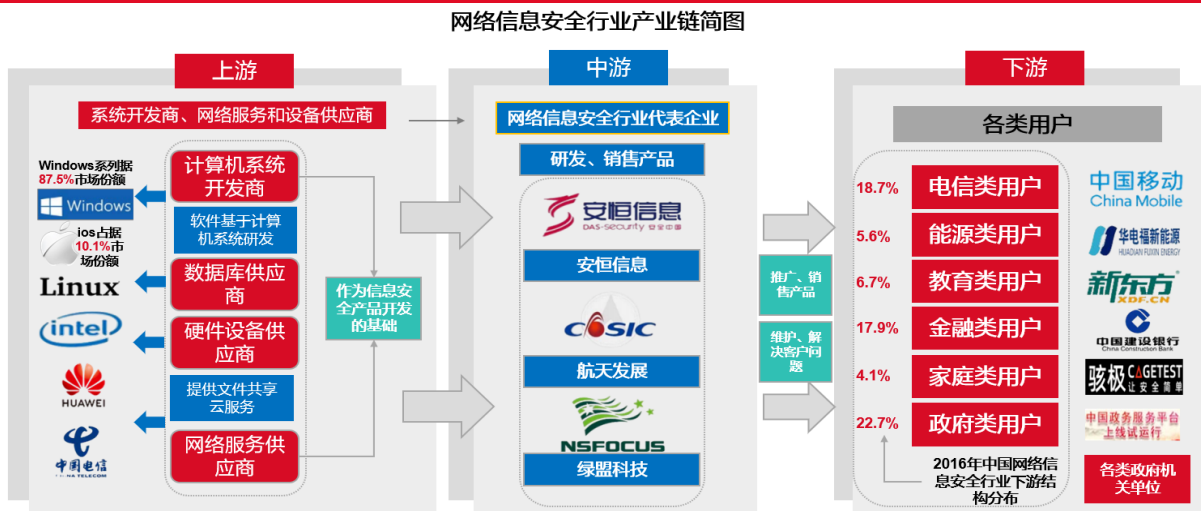 网络信息安全行业产业链简图
上游
系统开发商、网络服务和设备供应商
Windows系列据
87.5%市场份额
Windows
ios占据
10.1%市
场份额
Linux
intel
HUAWEI
中国电信
CHINA TELECOM
计算机系统
开发商
软件基于计算
机系统研发
数据库供应
商
硬件设备供
应商
提供文件共享
云服务
网络服务供
应商
作为信息安
全产品开发
的基础
中游
网络信息安全行业代表企业
研发、销售产品
安恒信息
DAS-security 安全中国
安恒信息
CASIC
航天发展
NSFOCUS
绿盟科技
推广、销
售产品
维护、解
决客户问
题
下游
各类用户
18.7%
电信类用户
中国移动
China Mobile
5.6%
能源类用户
华电福新能源
HUADIAN FUXIN ENERGY
6.7%
教育类用户
新东方
XDF.CN
17.9%
金融类用户
中国建设银行
China Construction Bank
4.1%
家庭类用户
骇极 CAGETEST
让安全简单
22.7%
政府类用户
中国政务服务平台
上线试运行
2016年中国网络信
息安全行业下游结
构分布
各类政府机
关单位